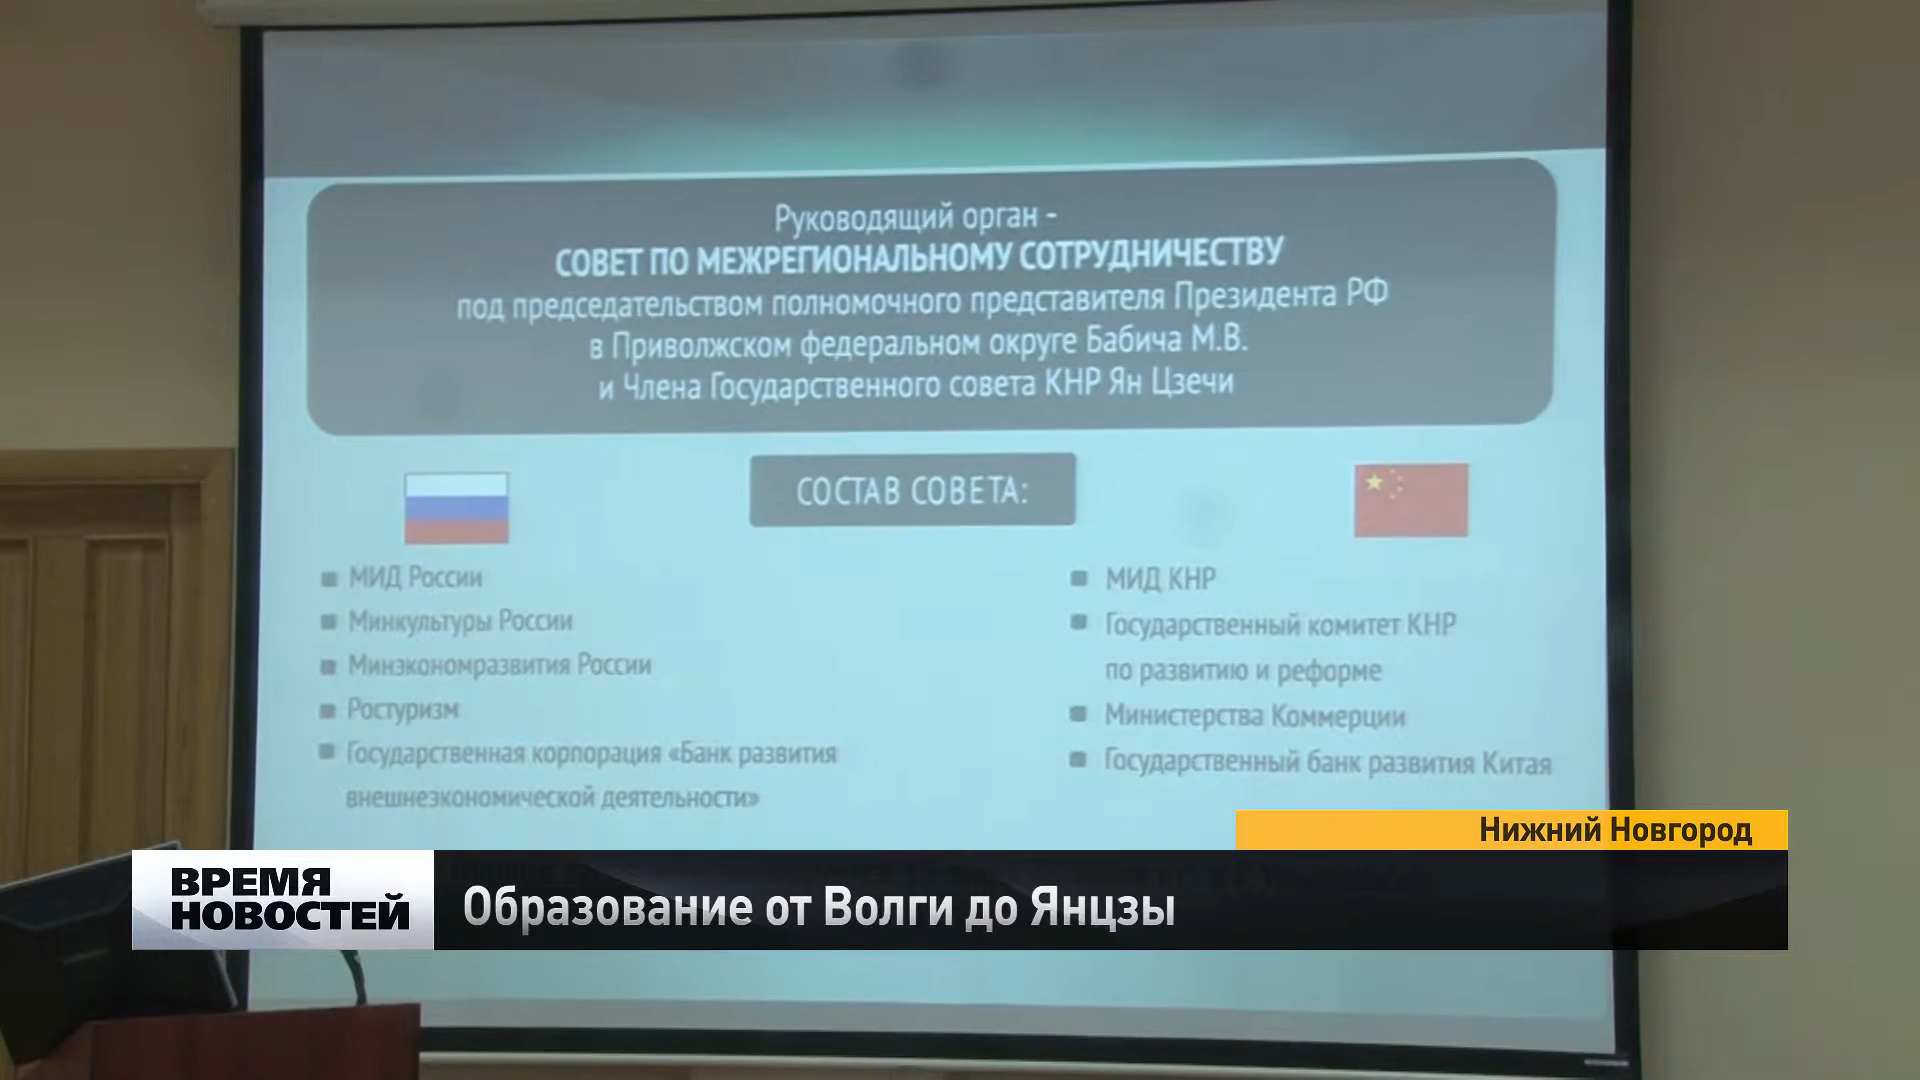 Руководящий орган -
СОВЕТ ПО МЕЖРЕГИОНАЛЬНОМУ СОТРУДНИЧЕСТВУ
под председательством полномочного представителя Президента РФ
в Приволжском федеральном округе Бабича М.В.
и Члена Государственного совета КНР Ян Цзечи
СОСТАВ СОВЕТА:
МИД России
Минкультуры России
Минэкономразвития России
Ростуризм
Государственная корпорация «Банк развития
внешнеэкономической деятельности»
МИД КНР
Государственный комитет КНР
по развитию и реформе
Министерства Коммерции
Государственный банк развития Китая
Нижний Новгород
ВРЕМЯ
НОВОСТЕЙ
Образование от Волги до Янцзы